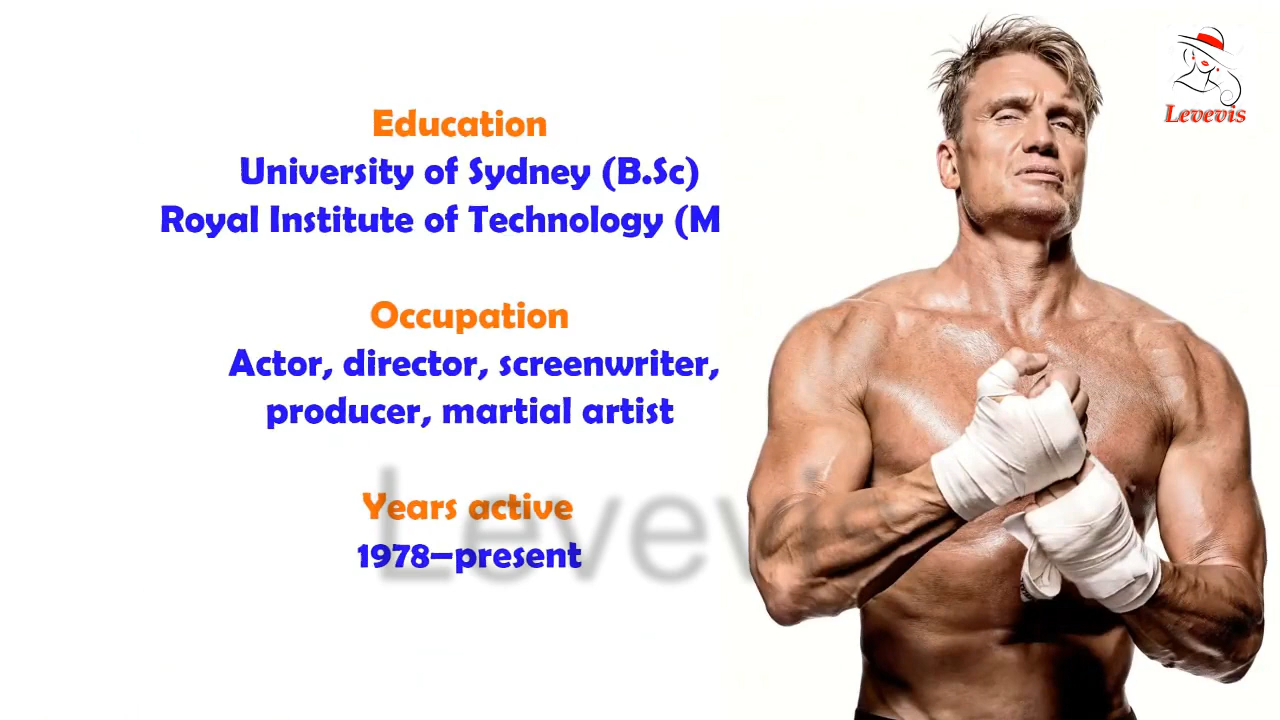 Education
University of Sydney (B.Sc)
Royal Institute of Technology (M
Occupation
Actor, director, screenwriter,
producer, martial artist
Years active
1978–present
Levevis
Levevis